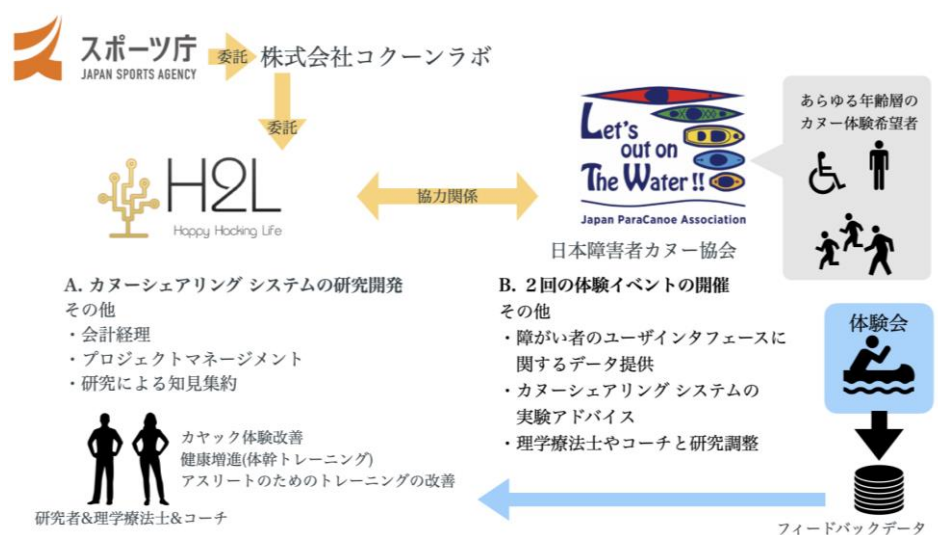 スポーツ庁
JAPAN SPORTS AGENCY
委託
株式会社コクーンラボ
委託
H2L
Happy Hacking Life
協力関係
Let's
out on
The Water!!
Japan ParaCanoe Association
日本障害者カヌー協会
あらゆる年齢層の
カヌー体験希望者
A. カヌーシェアリング システムの研究開発
その他
・会計経理
・プロジェクトマネージメント
・研究による知見集約
カヤック体験改善
健康増進(体幹トレーニング)
アスリートのためのトレーニングの改善
研究者&理学療法士&コーチ
B. 2回の体験イベントの開催
その他
・障がい者のユーザインタフェースに
関するデータ提供
・カヌーシェアリング システムの
実験アドバイス
・理学療法士やコーチと研究調整
体験会
フィードバックデータ